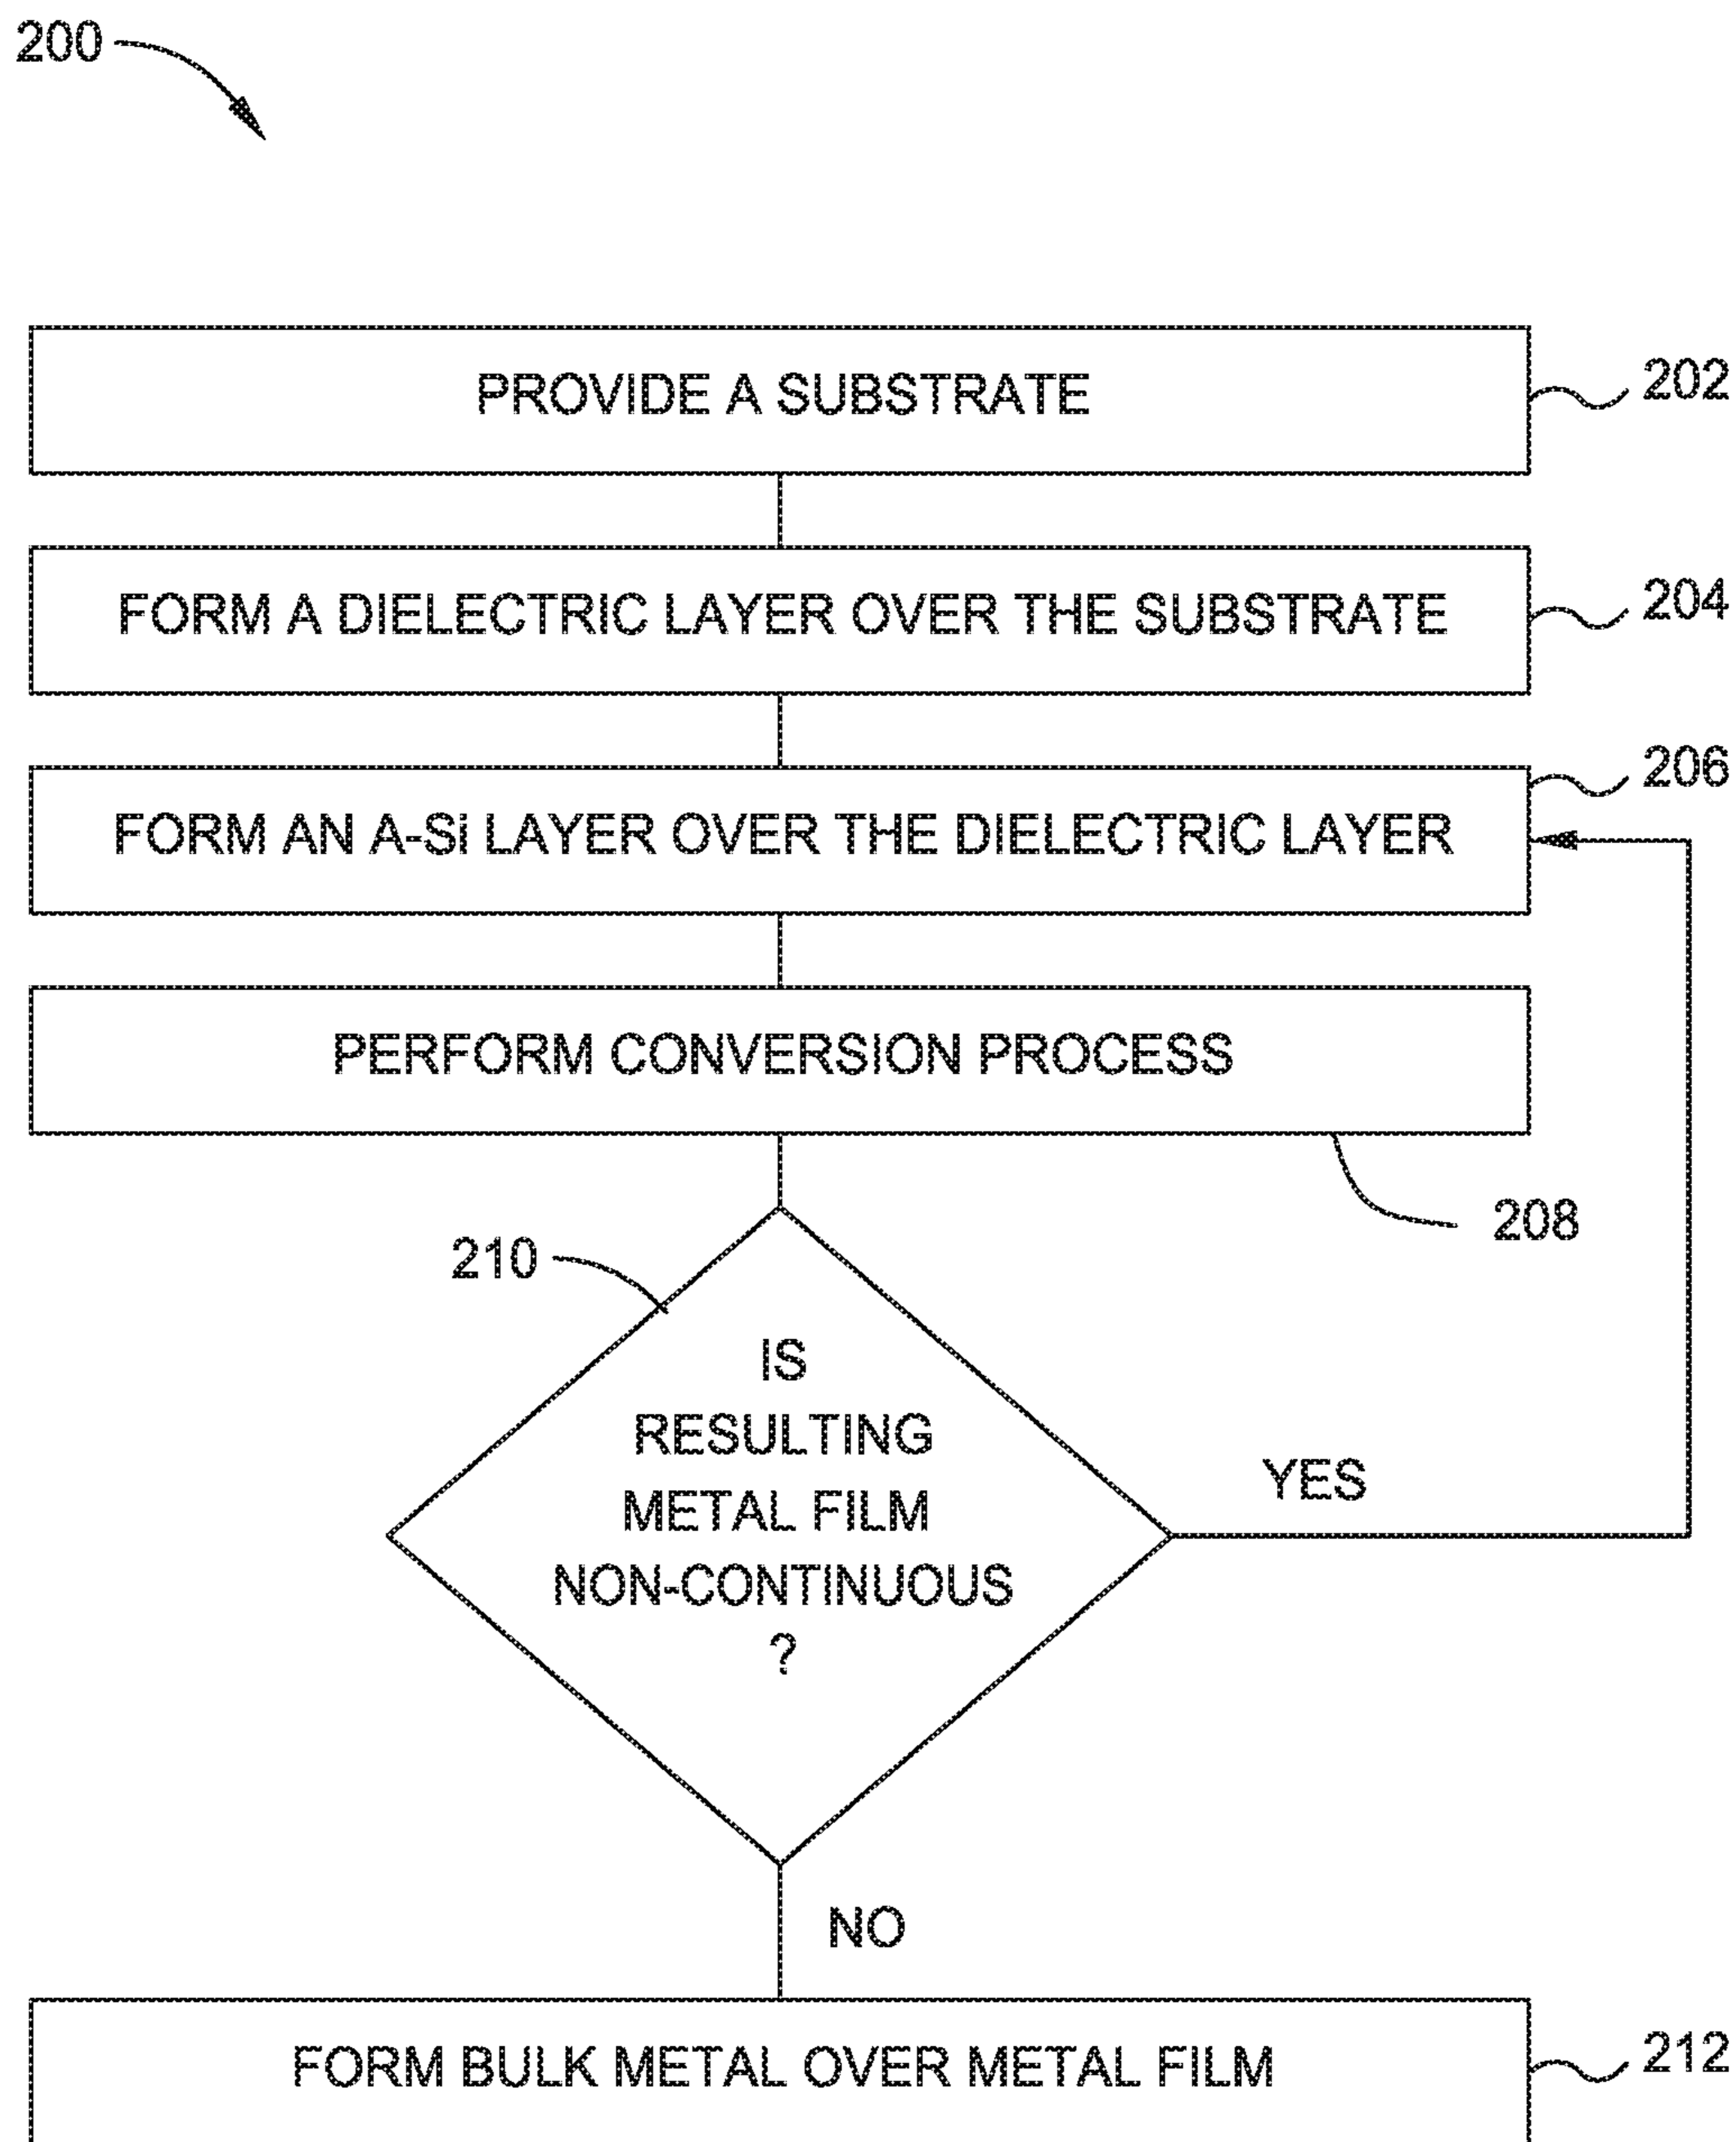 200
PROVIDE A SUBSTRATE
202
FORM A DIELECTRIC LAYER OVER THE SUBSTRATE
204
206
FORM AN A-Si LAYER OVER THE DIELECTRIC LAYER
PERFORM CONVERSION PROCESS
208
210
IS
RESULTING
METAL FILM
NON-CONTINUOUS
?
YES
NO
FORM BULK METAL OVER METAL FILM
212